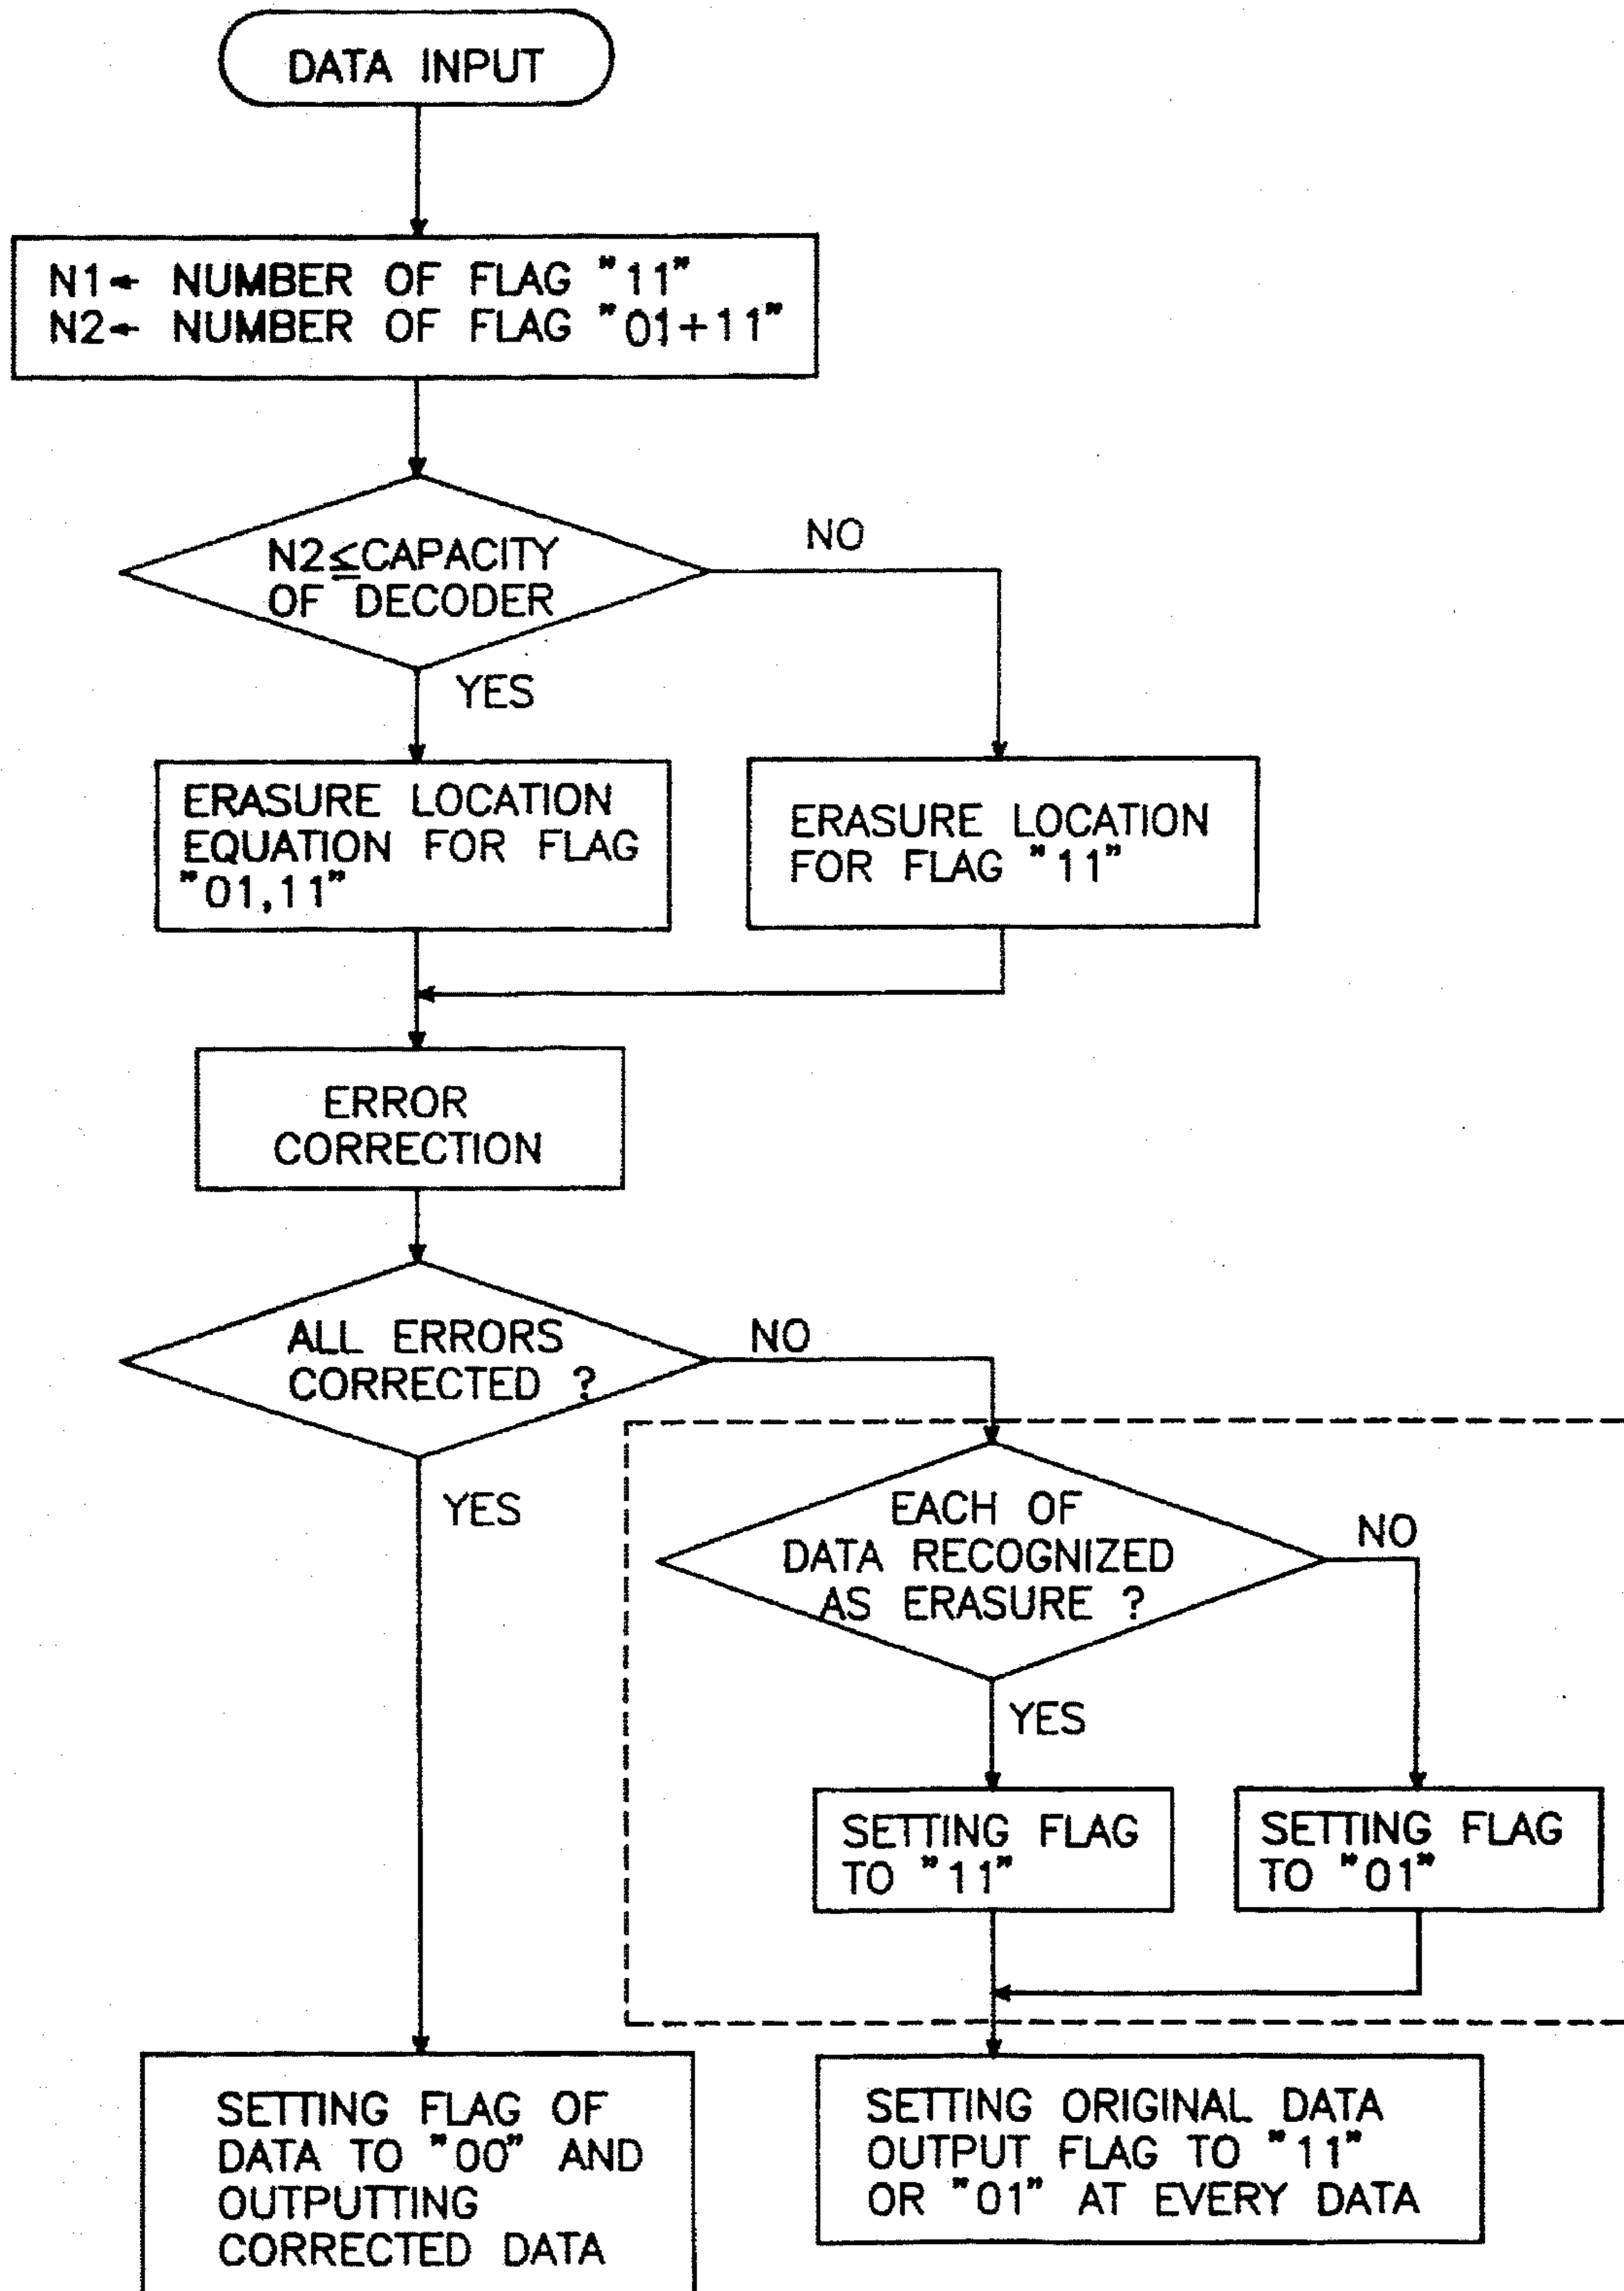 DATA INPUT
N1← NUMBER OF FLAG "11"
N2← NUMBER OF FLAG "01+11"
N2≦CAPACITY
OF DECODER
NO
YES
ERASURE LOCATION
EQUATION FOR FLAG
"01,11"
ERASURE LOCATION
FOR FLAG "11"
ERROR
CORRECTION
ALL ERRORS
CORRECTED ?
NO
YES
EACH OF
DATA RECOGNIZED
AS ERASURE ?
NO
YES
SETTING FLAG
TO "11"
SETTING FLAG
TO "01"
SETTING FLAG OF
DATA TO "00" AND
OUTPUTTING
CORRECTED DATA
SETTING ORIGINAL DATA
OUTPUT FLAG TO "11"
OR "01" AT EVERY DATA